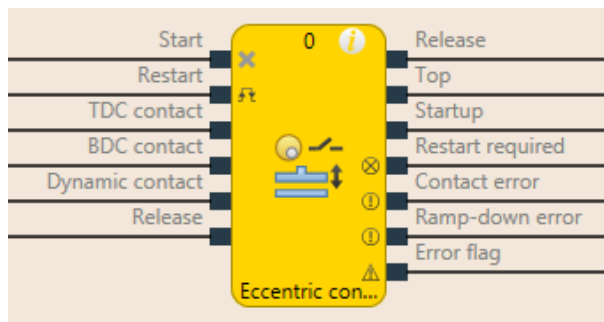 Start
Restart
TDC contact
BDC contact
Dynamic contact
Release
0
i
Eccentric con...
Release
Top
Startup
Restart required
Contact error
Ramp-down error
Error flag